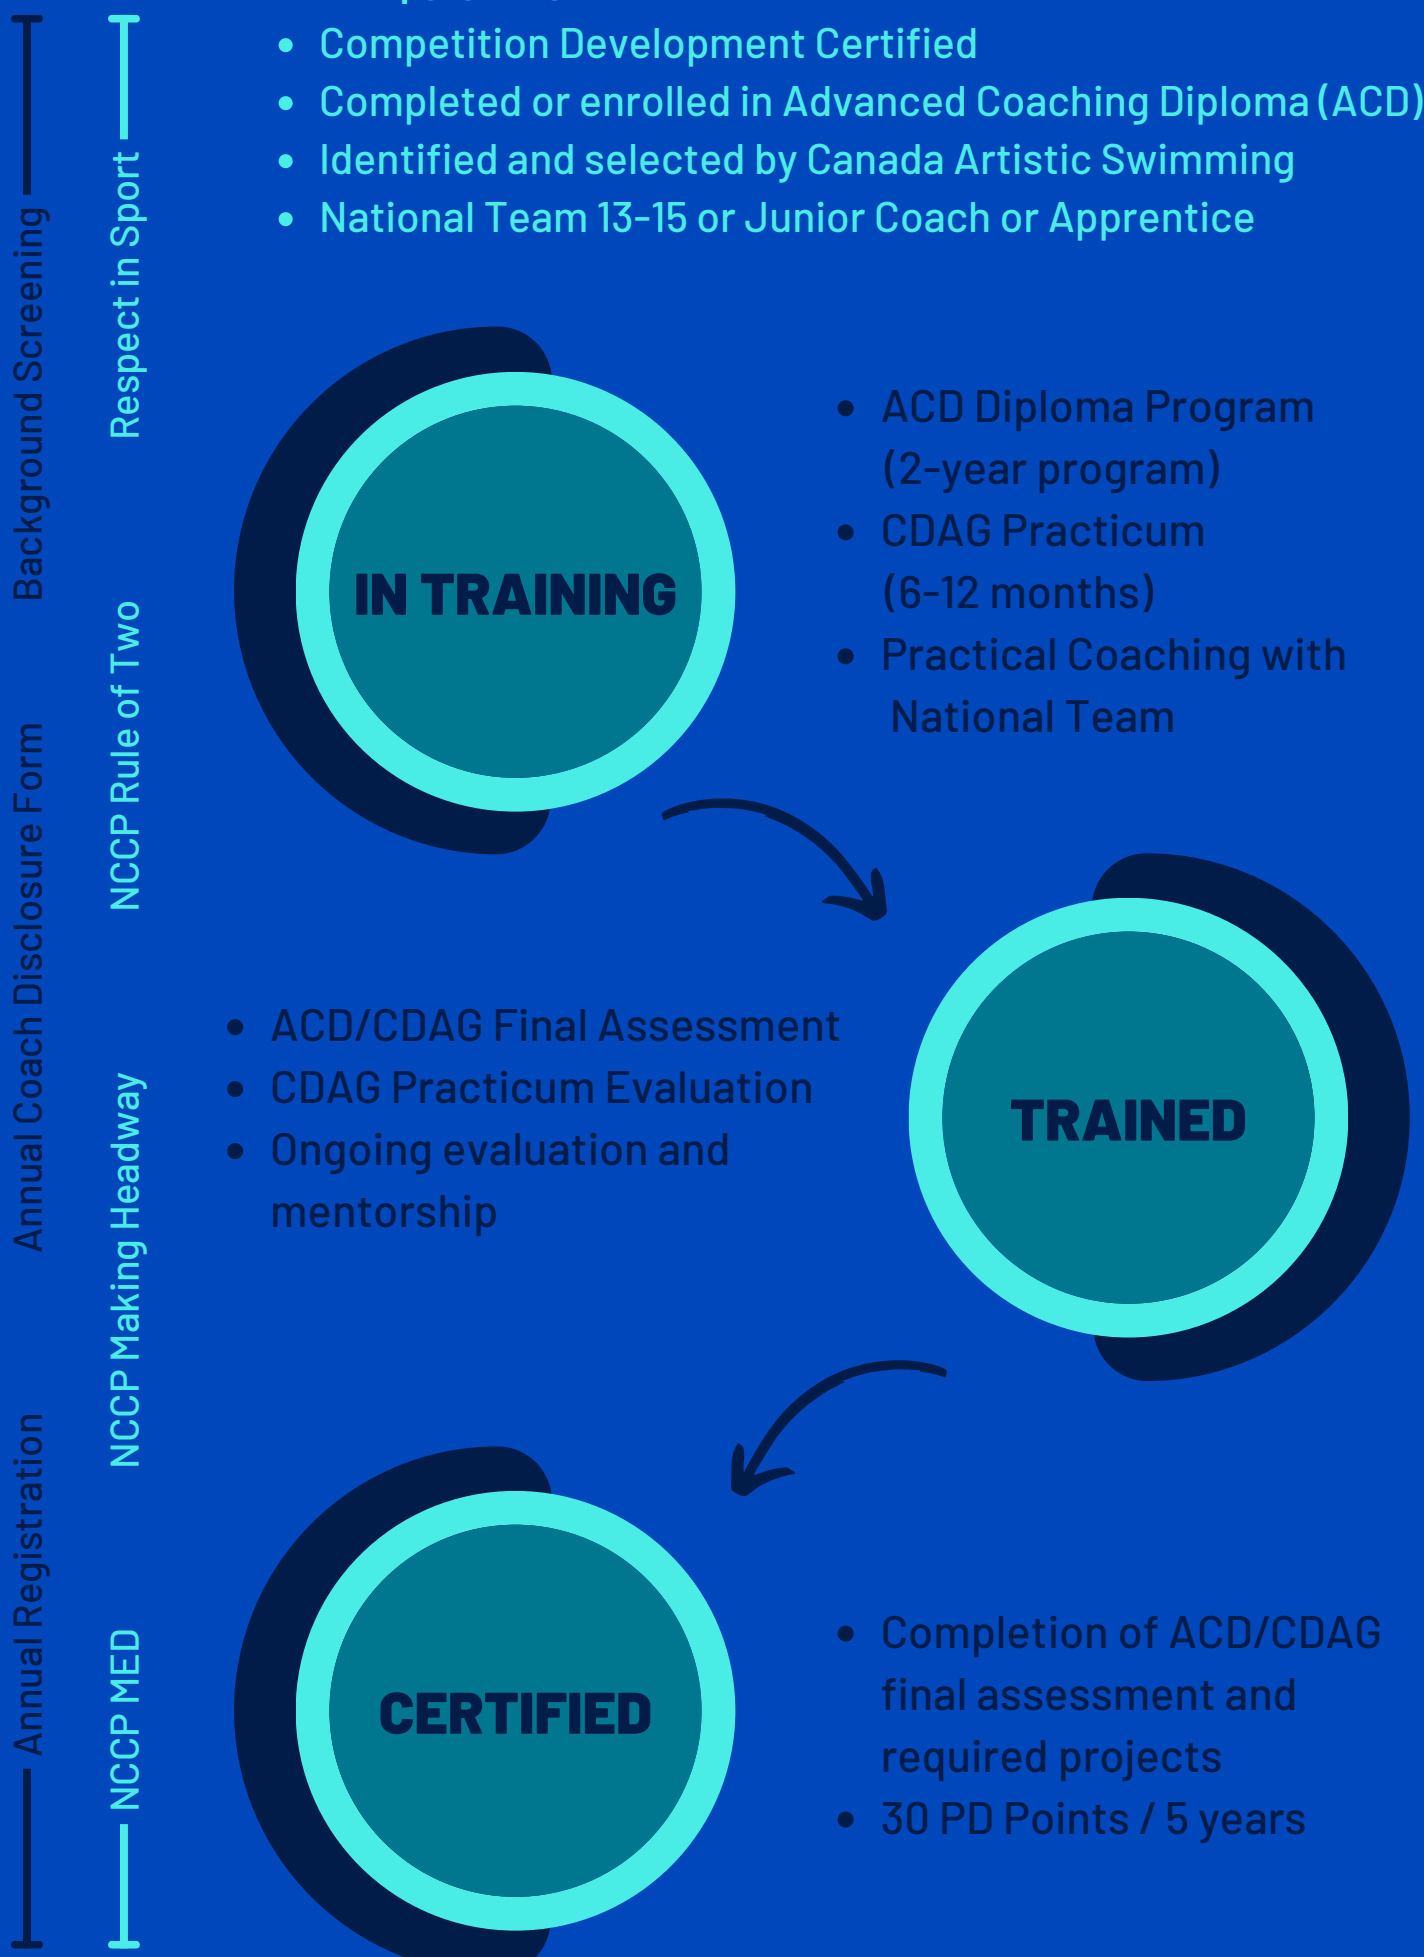 • Competition Development Certified
• Completed or enrolled in Advanced Coaching Diploma (ACD)
• Identified and selected by Canada Artistic Swimming
• National Team 13-15 or Junior Coach or Apprentice
Background Screening
Annual Coach Disclosure Form
Annual Registration
Respect in Sport
NCCP Rule of Two
NCCP Making Headway
NCCP MED
IN TRAINING
• ACD Diploma Program
(2-year program)
• CDAG Practicum
(6-12 months)
• Practical Coaching with
National Team
• ACD/CDAG Final Assessment
• CDAG Practicum Evaluation
• Ongoing evaluation and
mentorship
TRAINED
CERTIFIED
• Completion of ACD/CDAG
final assessment and
required projects
• 30 PD Points / 5 years